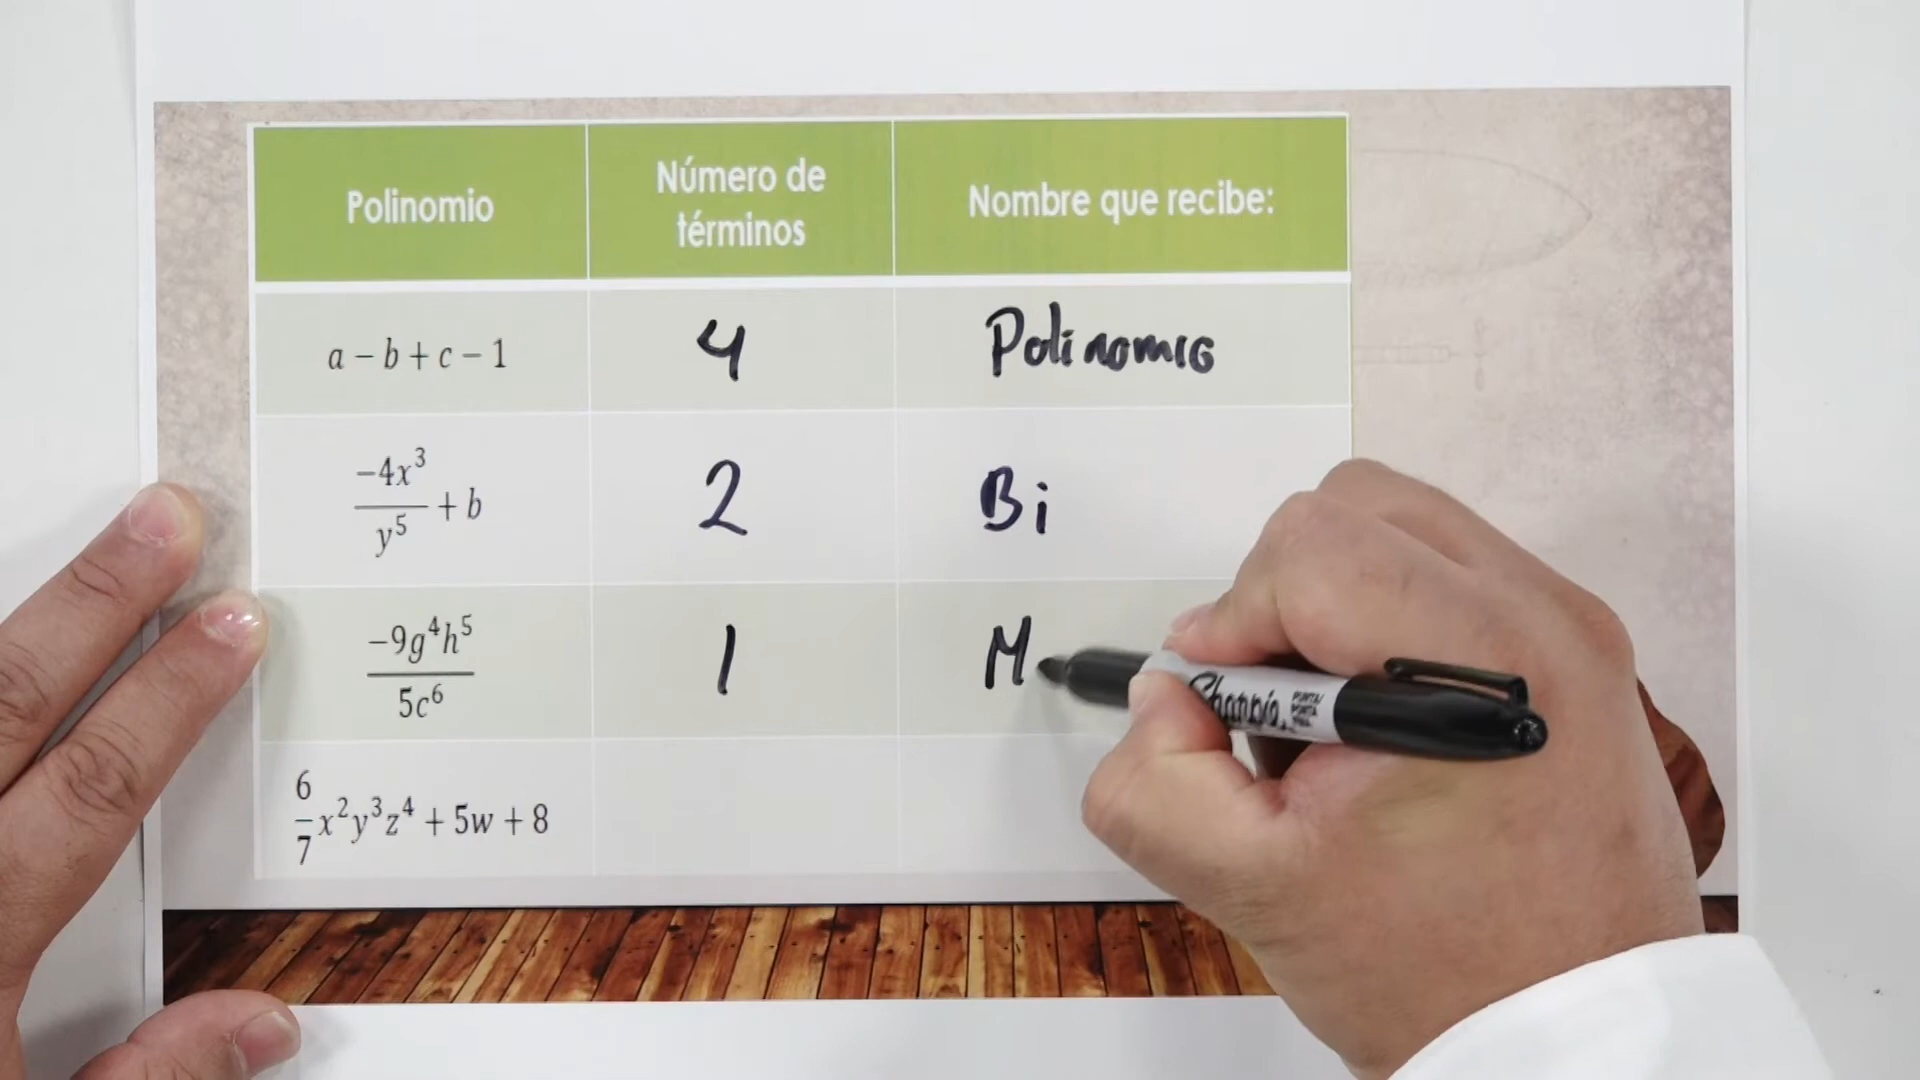 Polinomio
Número de
términos
Nombre que recibe:
a − b + c − 1
4
Polinomio
−4x³
y⁵
+ b
2
Bi
−9g⁴h⁵
5c⁶
1
M
Sharpie
6
7
x²y³z⁴ + 5w + 8